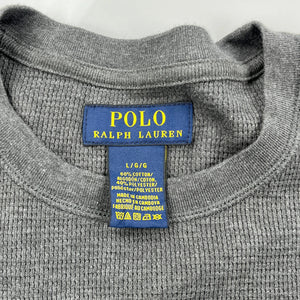 POLO
RALPH LAUREN
L/G/G
60% COTTON/
ALGODÓN/COTON,
40% POLYESTER/
POLIÉSTER/POLYESTER
MADE IN CAMBODIA
HECHO EN CAMBOYA
FABRIQUÉ AU CAMBODGE